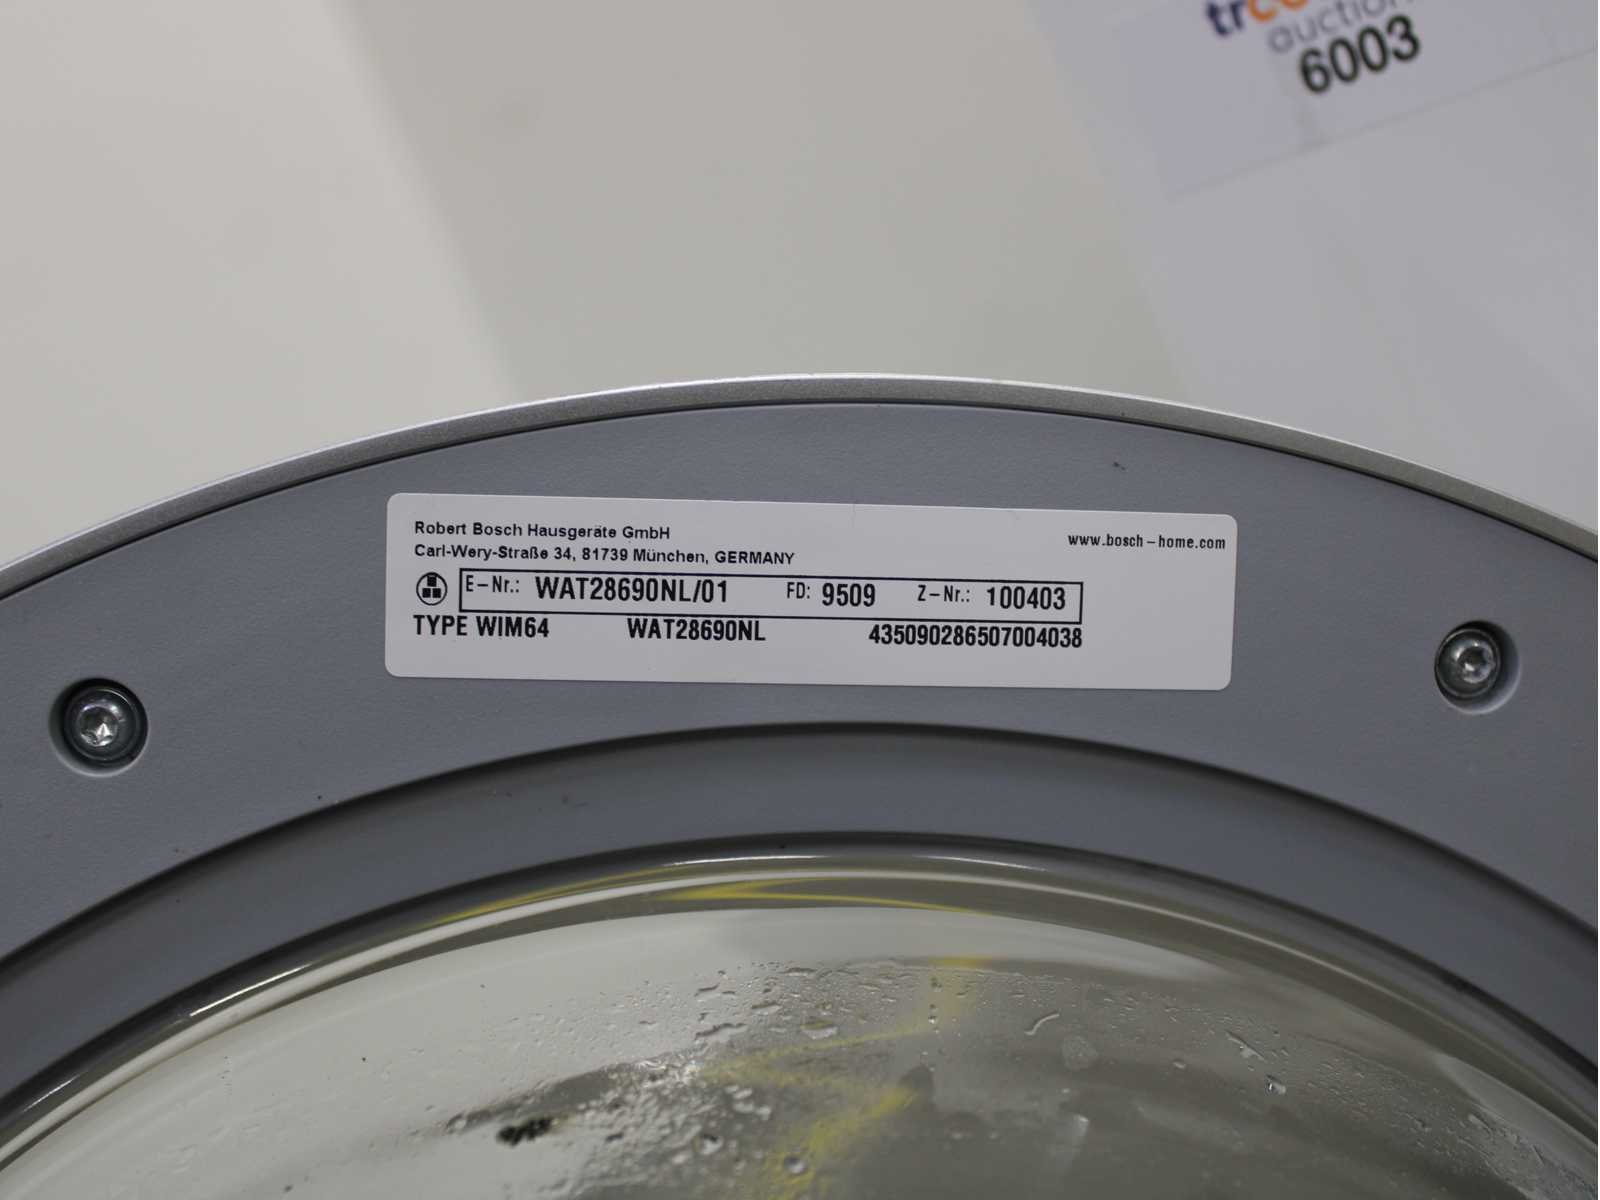 6003
Robert Bosch Hausgeräte GmbH
www.bosch-home.com
Carl-Wery-Straße 34, 81739 München, GERMANY
E-Nr.: WAT28690NL/01 FD: 9509 Z-Nr.: 100403
TYPE WIM64 WAT28690NL 435090286507004038